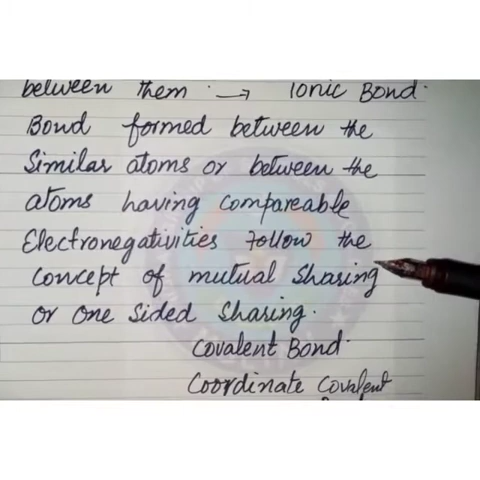 between them → Ionic Bond.
Bond formed between the
Similar atoms or between the
atoms having compareable
Electronegativities follow the
concept of mutual sharing
or one sided sharing.
Covalent Bond.
Coordinate Covalent